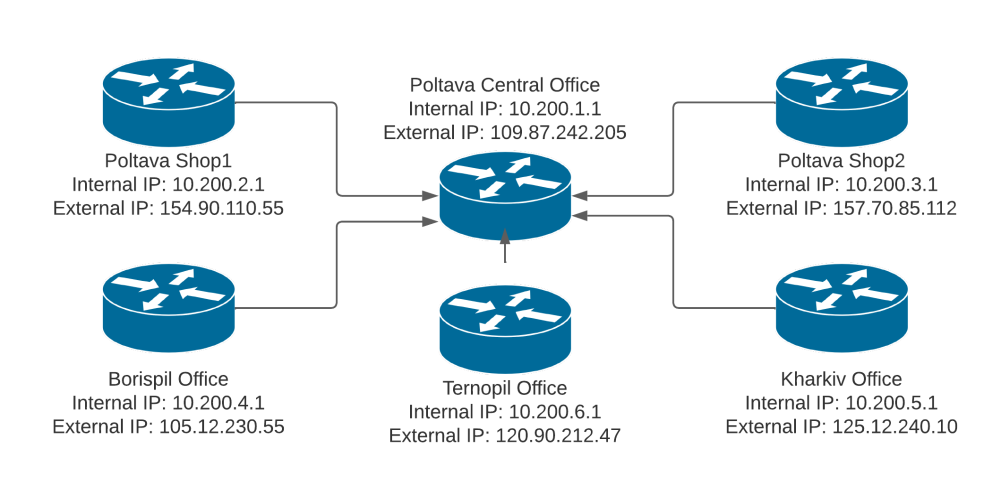 Poltava Central Office
Internal IP: 10.200.1.1
External IP: 109.87.242.205
Poltava Shop1
Internal IP: 10.200.2.1
External IP: 154.90.110.55
Poltava Shop2
Internal IP: 10.200.3.1
External IP: 157.70.85.112
Borispil Office
Internal IP: 10.200.4.1
External IP: 105.12.230.55
Ternopil Office
Internal IP: 10.200.6.1
External IP: 120.90.212.47
Kharkiv Office
Internal IP: 10.200.5.1
External IP: 125.12.240.10